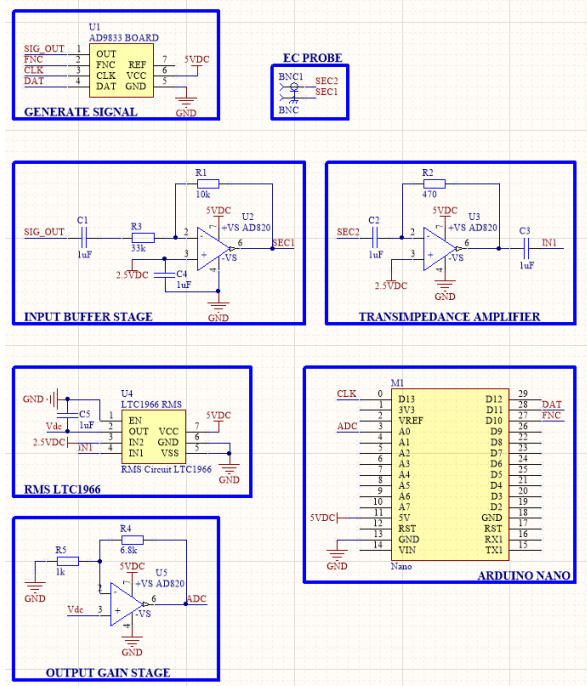 U1
AD9833 BOARD
SIG_OUT 1 OUT
FNC 2 FNC REF 7
CLK 3 CLK VCC 6 5VDC
DAT 4 DAT GND 5
GND
GENERATE SIGNAL
EC PROBE
BNC1
SEC2
SEC1
BNC
R1
10k
U2
5VDC
+VS AD820
SIG_OUT
C1
1uF
R3
33k
2
-
7
6
SEC1
3
+
-VS
4
2.5VDC
C4
1uF
GND
INPUT BUFFER STAGE
R2
470
U3
5VDC
+VS AD820
SEC2
C2
1uF
2
-
7
6
C3
1uF
IN1
3
+
-VS
4
2.5VDC
GND
TRANSIMPEDANCE AMPLIFIER
U4
LTC1966 RMS
GND
C5
1uF
1 EN
Vdc 2 OUT VCC 7 5VDC
2.5VDC 3 IN2 GND 6
IN1 4 IN1 VSS 5
GND
RMS Circuit LTC1966
RMS LTC1966
M1
CLK 0 D13 D12 29
1 3V3 D11 28 DAT
2 VREF D10 27 FNC
ADC 3 A0 D9 26
4 A1 D8 22
5 A2 D7 25
6 A3 D6 24
7 A4 D5 23
8 A5 D4 21
9 A6 D3 20
10 A7 D2 19
5VDC 11 5V GND 18
12 RST RST 17
13 GND RX1 16
14 VIN TX1 15
GND
Nano
ARDUINO NANO
R4
6.8k
R5
1k
5VDC
U5
+VS AD820
2
-
7
6
ADC
Vdc
3
+
-VS
4
GND
GND
OUTPUT GAIN STAGE